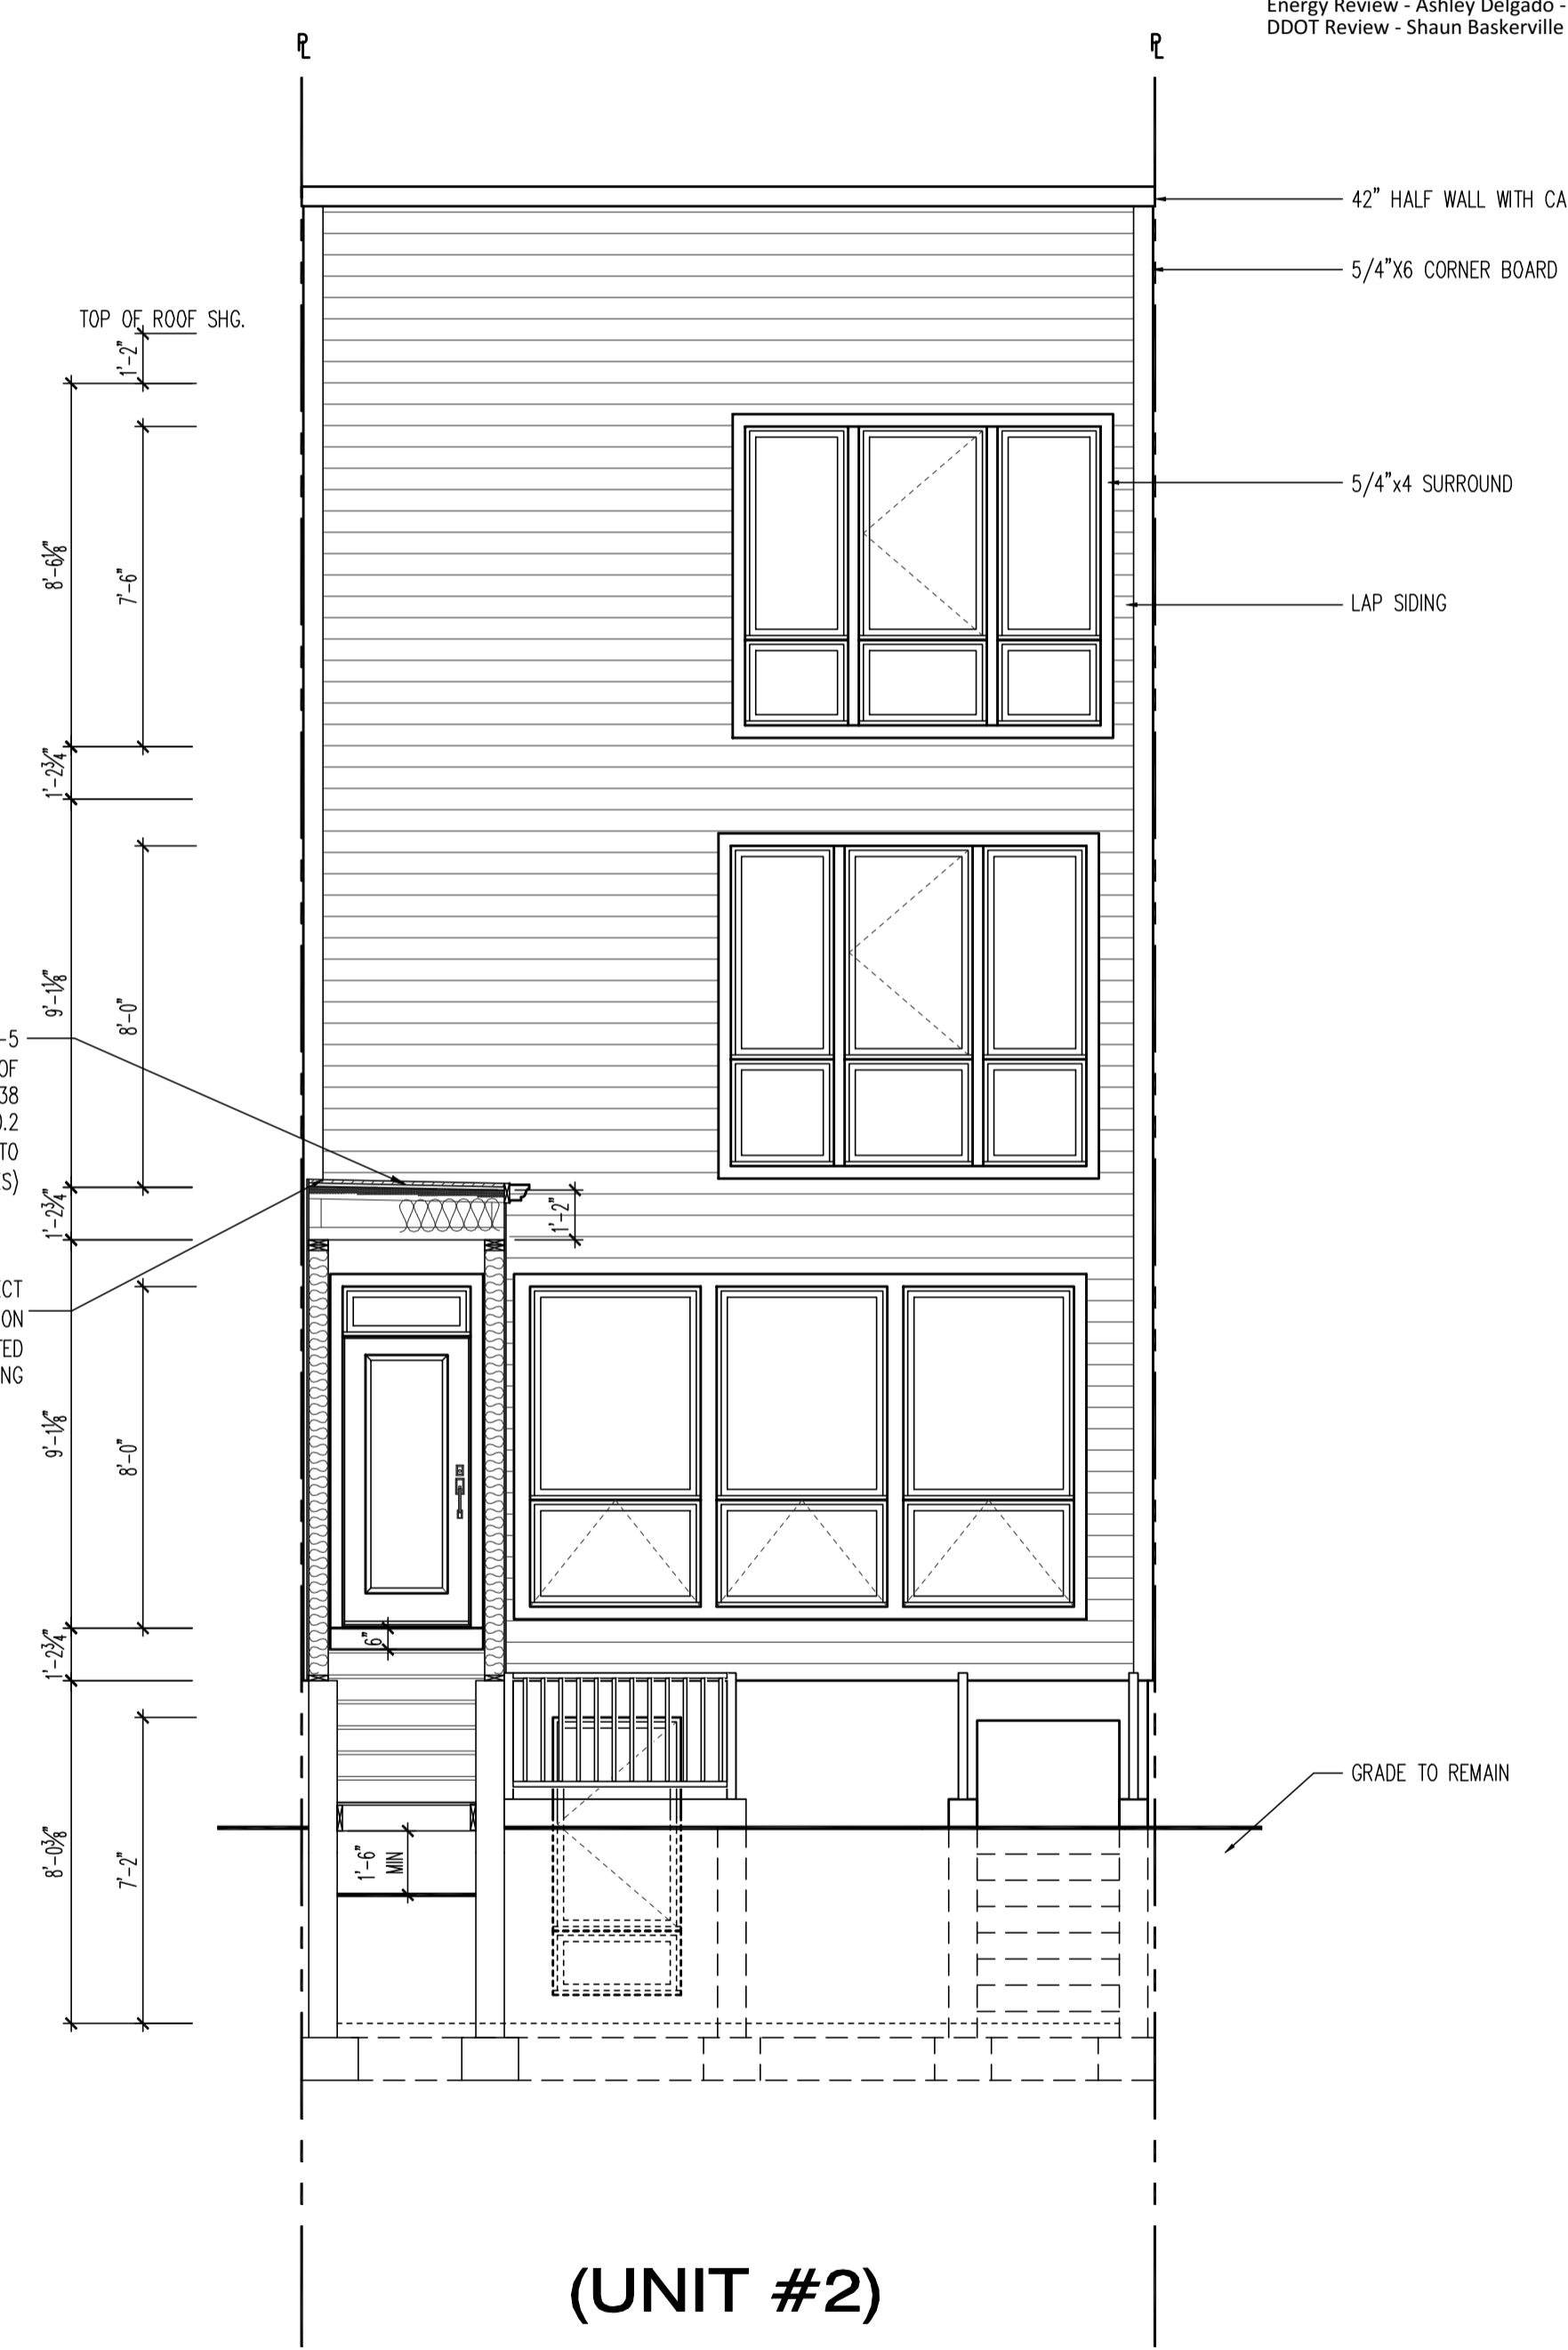 Energy Review - Ashley Delgado -
DDOT Review - Shaun Baskerville
PL
PL
42" HALF WALL WITH CA
5/4"X6 CORNER BOARD
TOP OF ROOF SHG.
1'-2"
5/4"x4 SURROUND
8'-6⅛"
7'-6"
LAP SIDING
1'-2¾"
9'-1⅛"
8'-0"
-5
OF
38
0.2
TO
ES)
1'-2¾"
1'-2"
ECT
ON
TED
NG
9'-1⅛"
8'-0"
1'-2¾"
6"
GRADE TO REMAIN
8'-0⅜"
7'-2"
1'-6"
MIN
(UNIT #2)